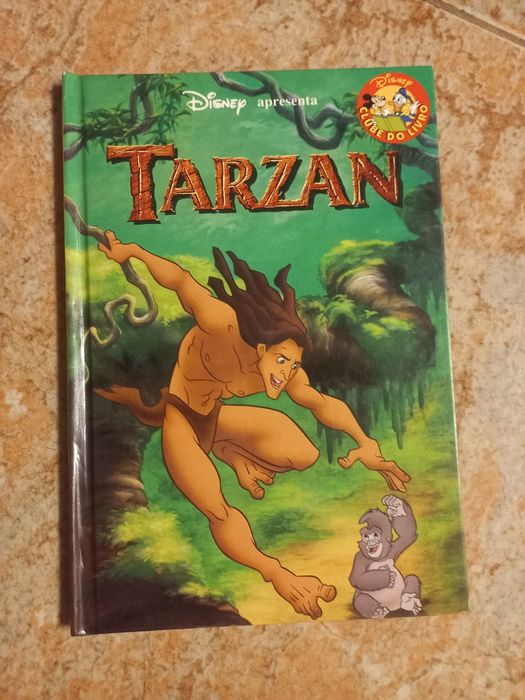 Disney apresenta
DISNEY
CLUBE DO LIVRO
TARZAN
®